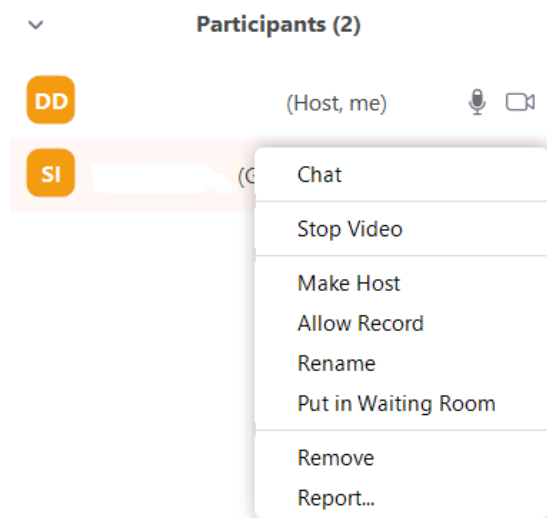 Participants (2)
DD (Host, me)
SI (G
Chat
Stop Video
Make Host
Allow Record
Rename
Put in Waiting Room
Remove
Report...